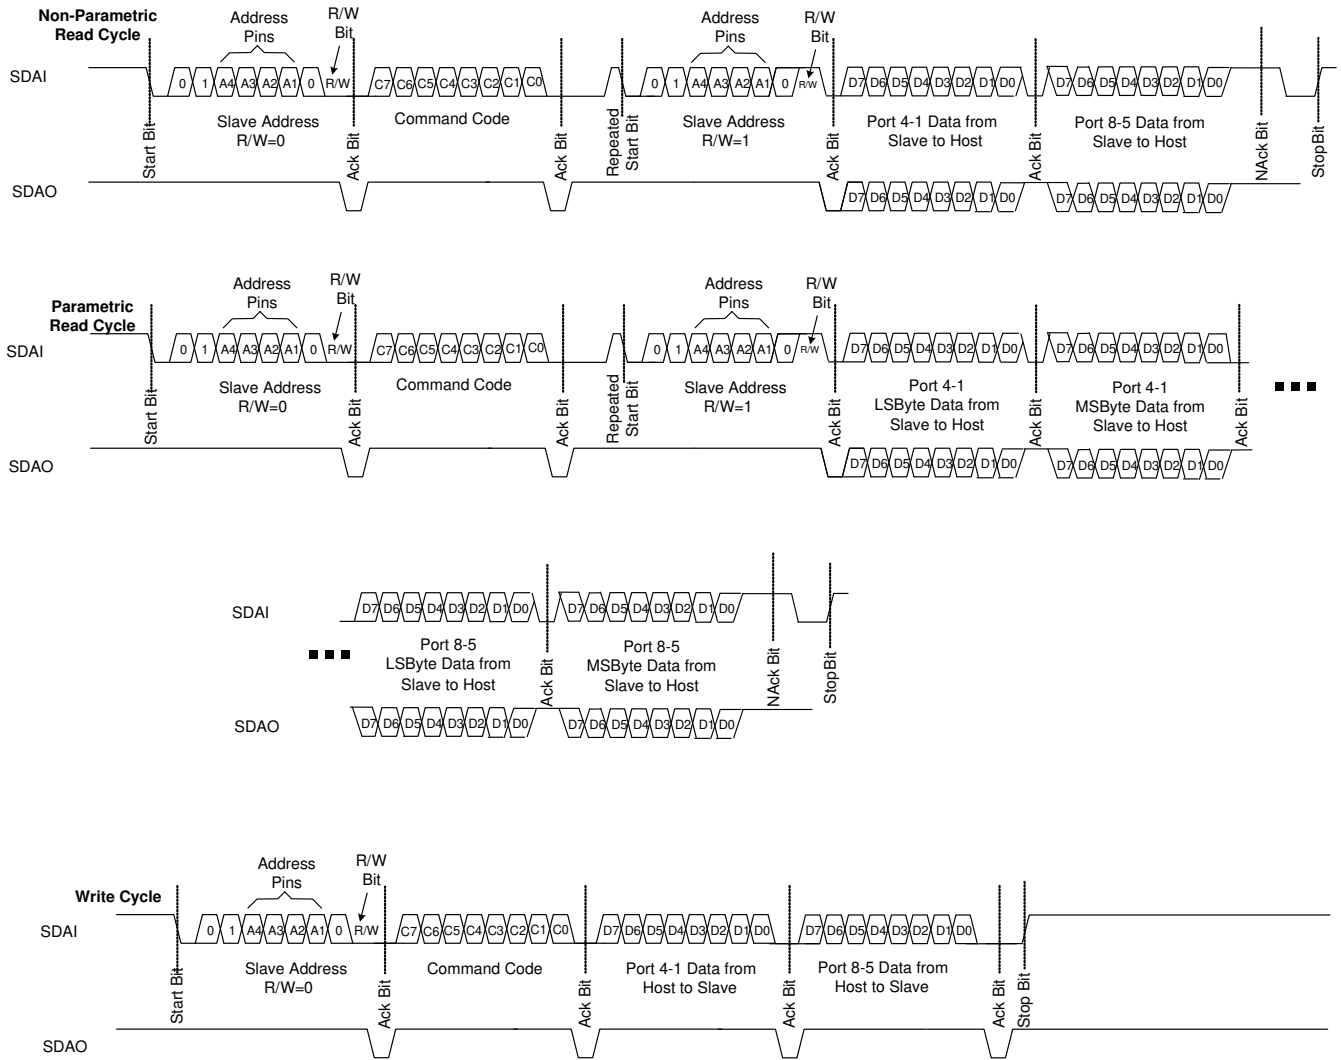 Non-Parametric
Read Cycle
Address
Pins
R/W
Bit
Address
Pins
R/W
Bit
SDAI
0 1 A4 A3 A2 A1 0 R/W C7 C6 C5 C4 C3 C2 C1 C0 0 1 A4 A3 A2 A1 0 R/W D7 D6 D5 D4 D3 D2 D1 D0 D7 D6 D5 D4 D3 D2 D1 D0
Start Bit
Slave Address
R/W=0
Ack Bit
Command Code
Ack Bit
Repeated
Start Bit
Slave Address
R/W=1
Ack Bit
Port 4-1 Data from
Slave to Host
Ack Bit
Port 8-5 Data from
Slave to Host
NAck Bit
StopBit
SDAO
D7 D6 D5 D4 D3 D2 D1 D0 D7 D6 D5 D4 D3 D2 D1 D0
Parametric
Read Cycle
Address
Pins
R/W
Bit
Address
Pins
R/W
Bit
SDAI
0 1 A4 A3 A2 A1 0 R/W C7 C6 C5 C4 C3 C2 C1 C0 0 1 A4 A3 A2 A1 0 R/W D7 D6 D5 D4 D3 D2 D1 D0 D7 D6 D5 D4 D3 D2 D1 D0
Start Bit
Slave Address
R/W=0
Ack Bit
Command Code
Ack Bit
Repeated
Start Bit
Slave Address
R/W=1
Ack Bit
Port 4-1
LSByte Data from
Slave to Host
Ack Bit
Port 4-1
MSByte Data from
Slave to Host
Ack Bit
SDAO
D7 D6 D5 D4 D3 D2 D1 D0 D7 D6 D5 D4 D3 D2 D1 D0
SDAI
D7 D6 D5 D4 D3 D2 D1 D0 D7 D6 D5 D4 D3 D2 D1 D0
Port 8-5
LSByte Data from
Slave to Host
Ack Bit
Port 8-5
MSByte Data from
Slave to Host
NAck Bit
StopBit
SDAO
D7 D6 D5 D4 D3 D2 D1 D0 D7 D6 D5 D4 D3 D2 D1 D0
Write Cycle
Address
Pins
R/W
Bit
SDAI
0 1 A4 A3 A2 A1 0 R/W C7 C6 C5 C4 C3 C2 C1 C0 D7 D6 D5 D4 D3 D2 D1 D0 D7 D6 D5 D4 D3 D2 D1 D0
Start Bit
Slave Address
R/W=0
Ack Bit
Command Code
Ack Bit
Port 4-1 Data from
Host to Slave
Ack Bit
Port 8-5 Data from
Host to Slave
Ack Bit
Stop Bit
SDAO